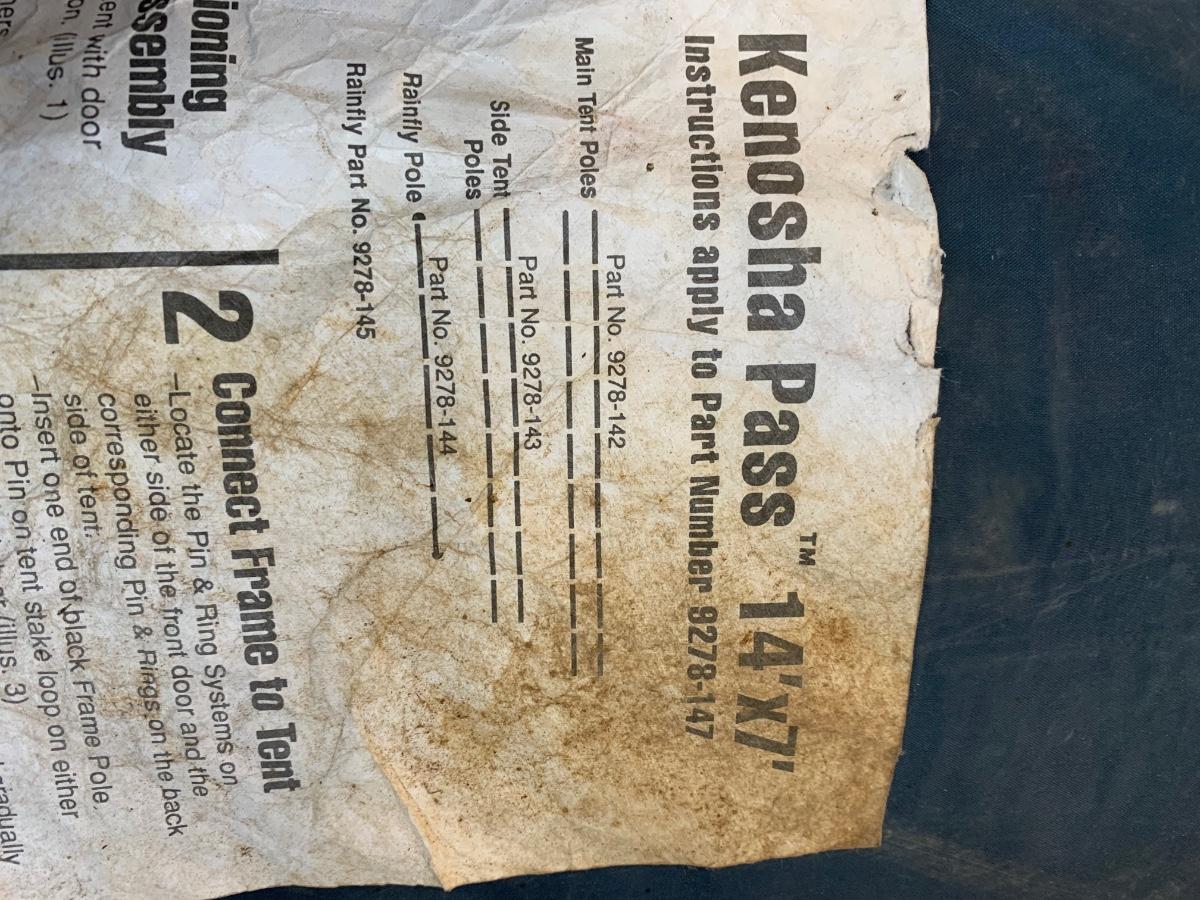 Kenosha Pass™ 14'x7'
Instructions apply to Part Number 9278-147
Part No. 9278-142
Main Tent Poles
Part No. 9278-143
Side Tent
Poles
Part No. 9278-144
Rainfly Pole
Rainfly Part No. 9278-145
ioning
ssembly
ent with door
on, (Illus. 1)
2 Connect Frame to Tent
–Locate the Pin & Ring Systems on
either side of the front door and the
corresponding Pin & Rings on the back
side of tent.
–Insert one end of black Frame Pole
onto Pin on tent stake loop on either
(Illus. 3)
gradually